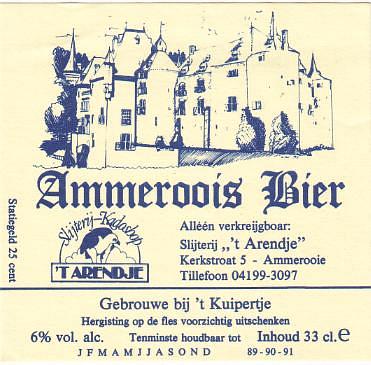 Ammeroois Bier
Statiegeld 25 cent
Slijterij-Kadoshop
'T ARENDJE
Alléén verkreijgboar:
Slijterij „'t Arendje"
Kerkstroat 5 - Ammerooie
Tillefoon 04199-3097
Gebrouwe bij 't Kuipertje
Hergisting op de fles voorzichtig uitschenken
6% vol. alc. Tenminste houdbaar tot Inhoud 33 cl.e
J F M A M J J A S O N D 89-90-91